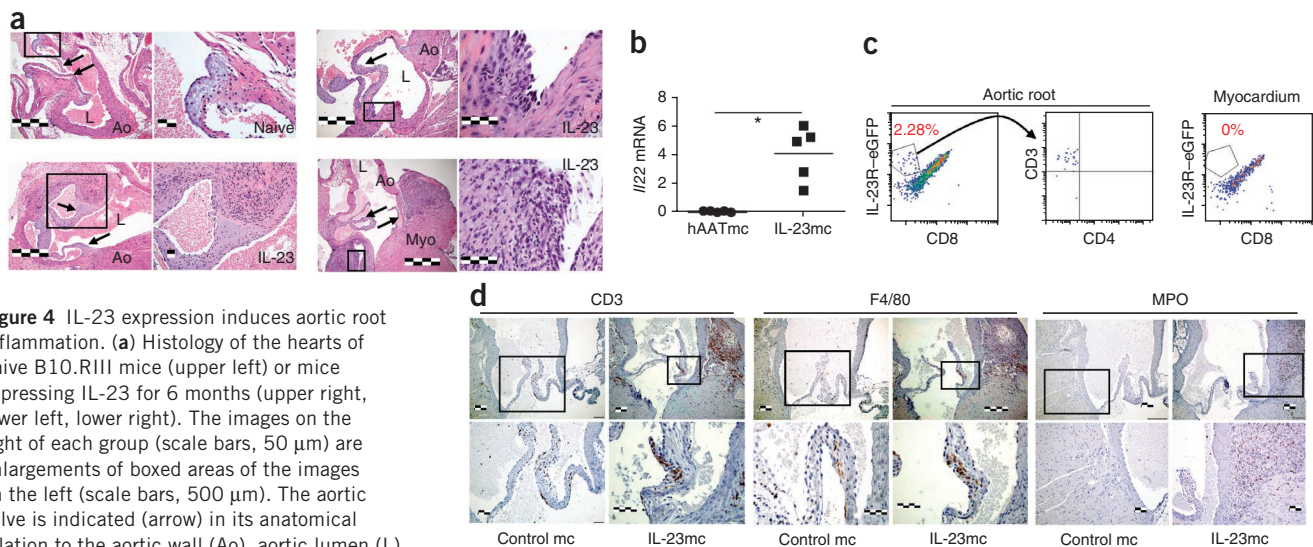 a
Ao
L
L
Ao
Naive
IL-23
L
Ao
IL-23
L
Ao
Myo
IL-23
b
Il22 mRNA
8
6
4
2
0
*
hAATmc
IL-23mc
c
Aortic root
Myocardium
2.28%
0%
IL-23R–eGFP
CD8
CD3
CD4
IL-23R–eGFP
CD8
d
CD3
F4/80
MPO
Control mc
IL-23mc
Control mc
IL-23mc
Control mc
IL-23mc
gure 4 IL-23 expression induces aortic root
flammation. (a) Histology of the hearts of
ive B10.RIII mice (upper left) or mice
pressing IL-23 for 6 months (upper right,
wer left, lower right). The images on the
ght of each group (scale bars, 50 μm) are
largements of boxed areas of the images
the left (scale bars, 500 μm). The aortic
lve is indicated (arrow) in its anatomical
lation to the aortic wall (Ao), aortic lumen (L)